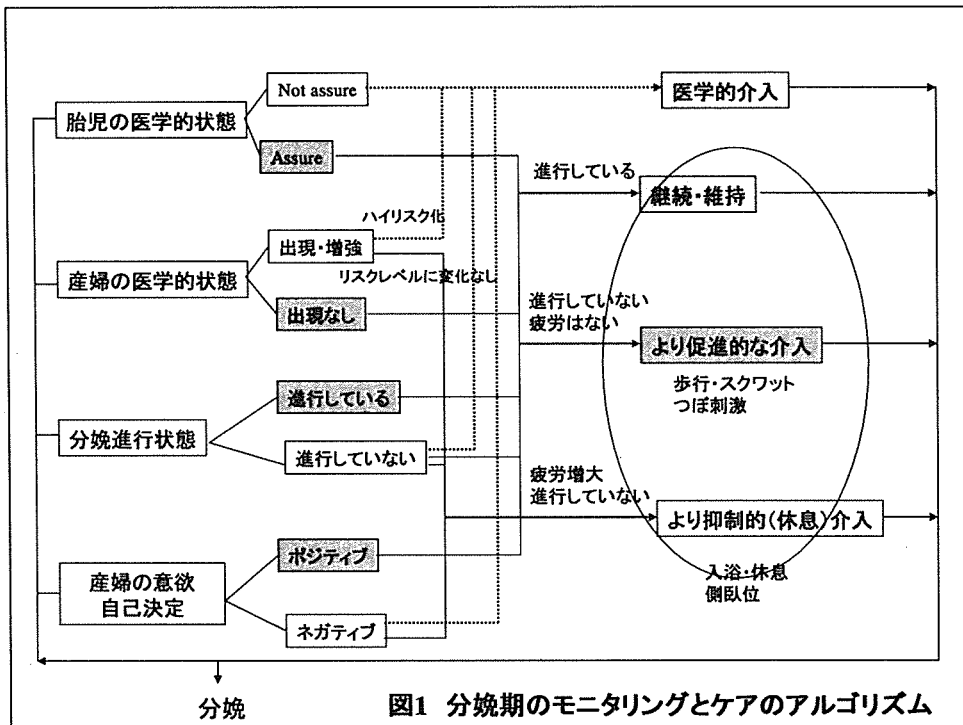 Not assure
医学的介入
胎児の医学的状態
Assure
進行している
継続・維持
ハイリスク化
出現・増強
リスクレベルに変化なし
産婦の医学的状態
出現なし
進行していない
疲労はない
より促進的な介入
歩行・スクワット
つぼ刺激
進行している
分娩進行状態
進行していない
疲労増大
進行していない
より抑制的(休息)介入
ポジティブ
入浴・休息
側臥位
産婦の意欲
自己決定
ネガティブ
分娩
図1 分娩期のモニタリングとケアのアルゴリズム